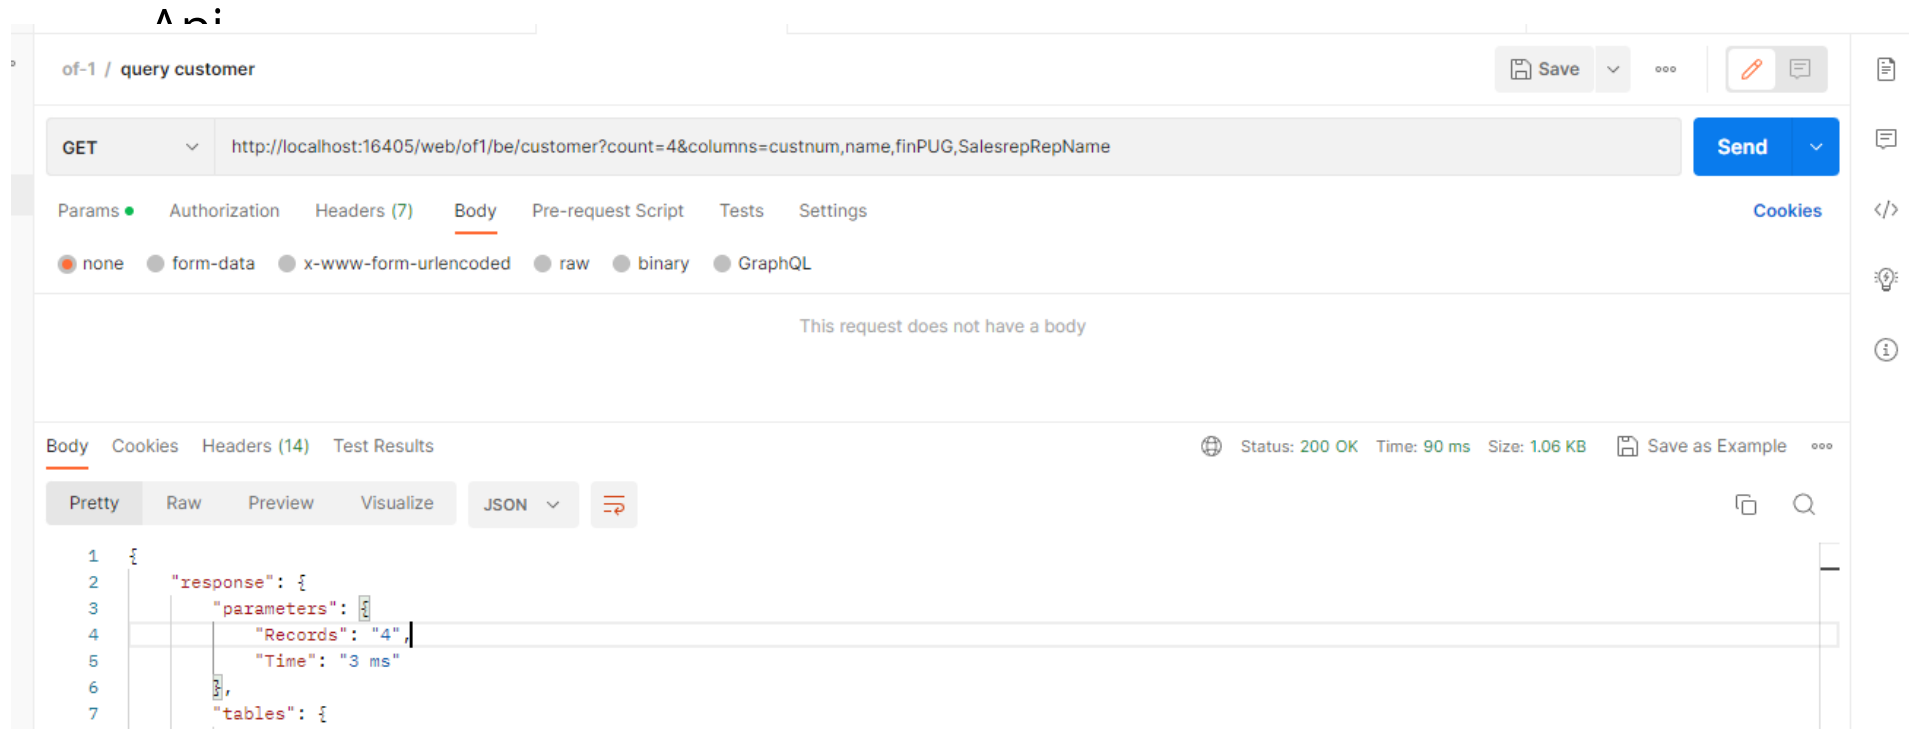 Api
of-1 / query customer
Save
GET
http://localhost:16405/web/of1/be/customer?count=4&columns=custnum,name,finPUG,SalesrepRepName
Send
Params Authorization Headers (7) Body Pre-request Script Tests Settings Cookies
none form-data x-www-form-urlencoded raw binary GraphQL
This request does not have a body
Body Cookies Headers (14) Test Results Status: 200 OK Time: 90 ms Size: 1.06 KB Save as Example
Pretty Raw Preview Visualize JSON
1 {
2 "response": {
3 "parameters": {
4 "Records": "4",
5 "Time": "3 ms"
6 },
7 "tables": {